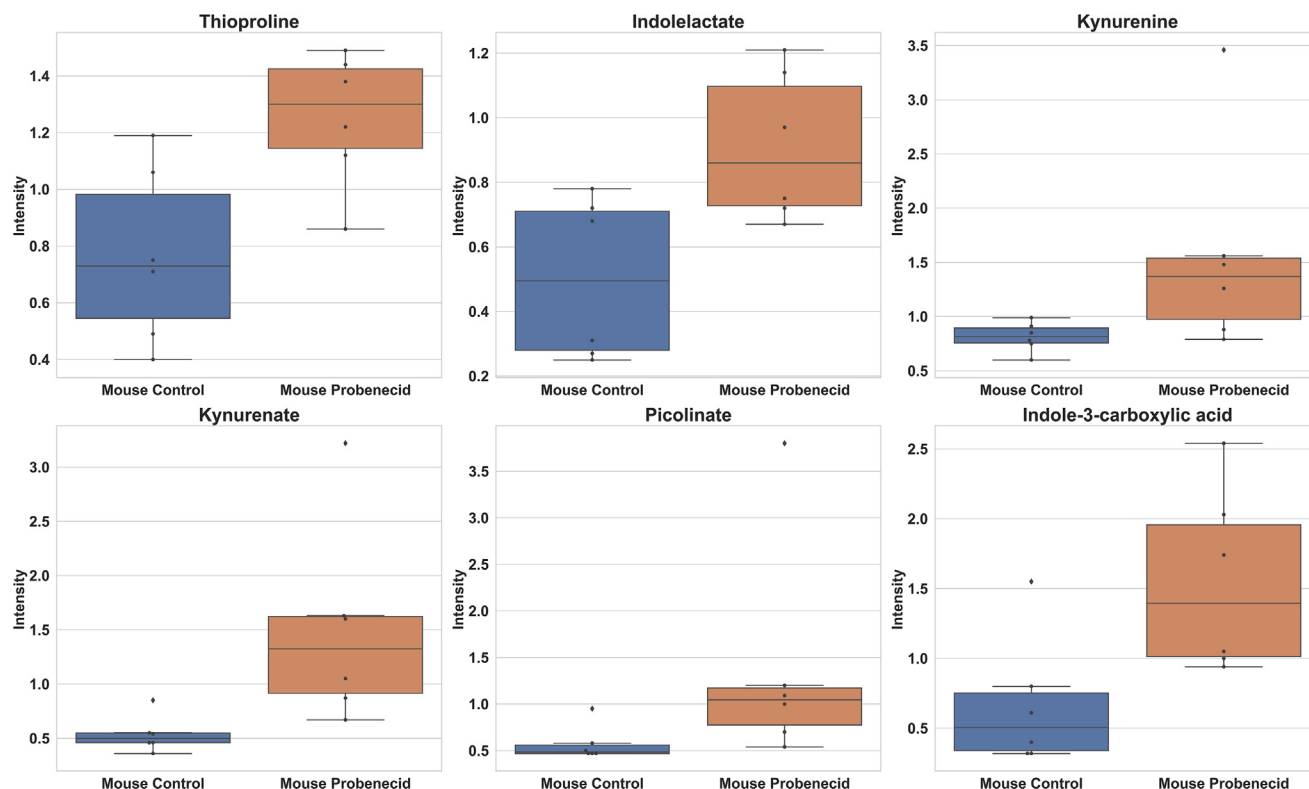 Thioproline
Intensity
1.4
1.2
1.0
0.8
0.6
0.4
Mouse Control
Mouse Probenecid
Indolelactate
Intensity
1.2
1.0
0.8
0.6
0.4
0.2
Mouse Control
Mouse Probenecid
Kynurenine
Intensity
3.5
3.0
2.5
2.0
1.5
1.0
0.5
Mouse Control
Mouse Probenecid
Kynurenate
Intensity
3.0
2.5
2.0
1.5
1.0
0.5
Mouse Control
Mouse Probenecid
Picolinate
Intensity
3.5
3.0
2.5
2.0
1.5
1.0
0.5
Mouse Control
Mouse Probenecid
Indole-3-carboxylic acid
Intensity
2.5
2.0
1.5
1.0
0.5
Mouse Control
Mouse Probenecid